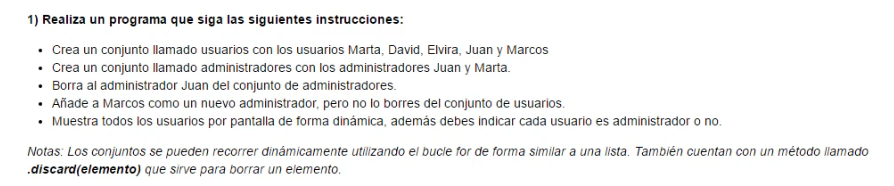 1) Realiza un programa que siga las siguientes instrucciones:
• Crea un conjunto llamado usuarios con los usuarios Marta, David, Elvira, Juan y Marcos
• Crea un conjunto llamado administradores con los administradores Juan y Marta.
• Borra al administrador Juan del conjunto de administradores.
• Añade a Marcos como un nuevo administrador, pero no lo borres del conjunto de usuarios.
• Muestra todos los usuarios por pantalla de forma dinámica, además debes indicar cada usuario es administrador o no.
Notas: Los conjuntos se pueden recorrer dinámicamente utilizando el bucle for de forma similar a una lista. También cuentan con un método llamado
.discard(elemento) que sirve para borrar un elemento.